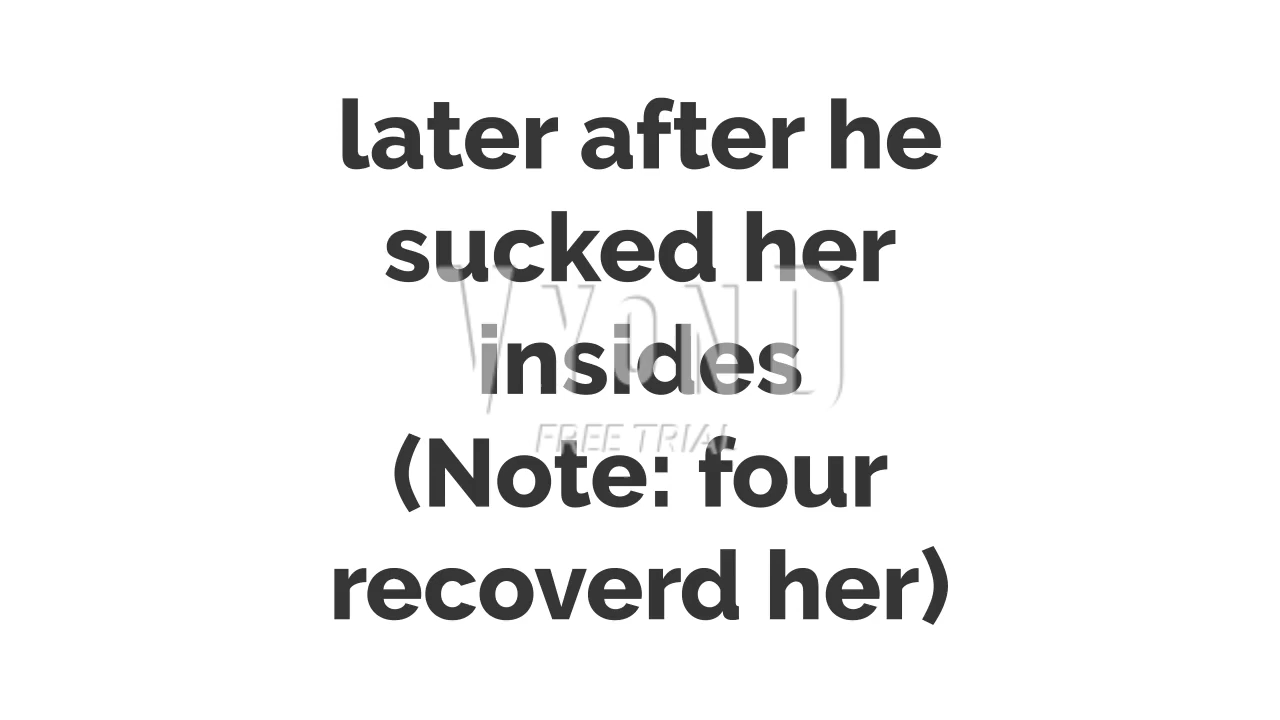 later after he
sucked her
insides
(Note: four
recoverd her)
VYOND
FREE TRIAL